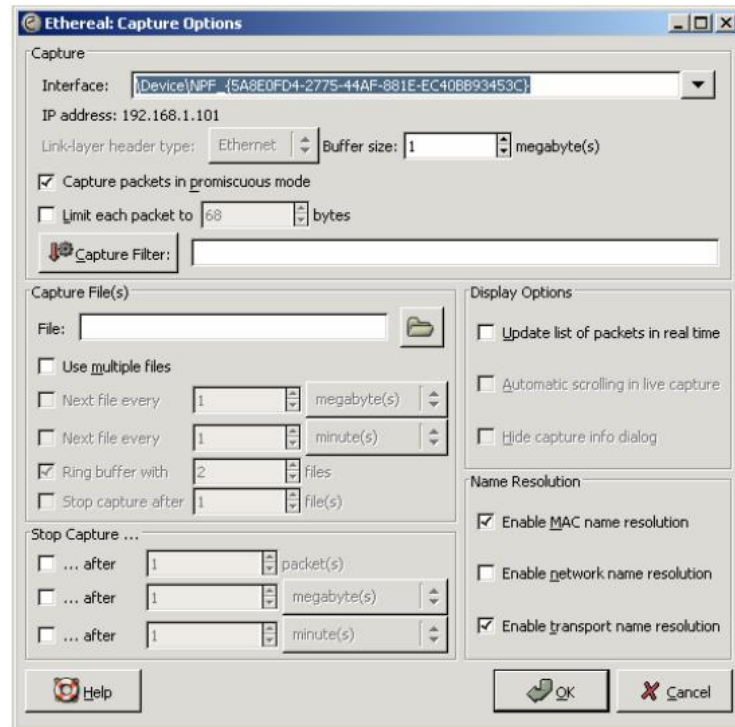 Ethereal: Capture Options
Capture
Interface: \Device\NPF_{5A8E0FD4-2775-44AF-881E-EC40BB93453C}
IP address: 192.168.1.101
Link-layer header type: Ethernet Buffer size: 1 megabyte(s)
Capture packets in promiscuous mode
Limit each packet to 68 bytes
Capture Filter:
Capture File(s)
File:
Use multiple files
Next file every 1 megabyte(s)
Next file every 1 minute(s)
Ring buffer with 2 files
Stop capture after 1 file(s)
Stop Capture ...
... after 1 packet(s)
... after 1 megabyte(s)
... after 1 minute(s)
Display Options
Update list of packets in real time
Automatic scrolling in live capture
Hide capture info dialog
Name Resolution
Enable MAC name resolution
Enable network name resolution
Enable transport name resolution
Help
OK
Cancel